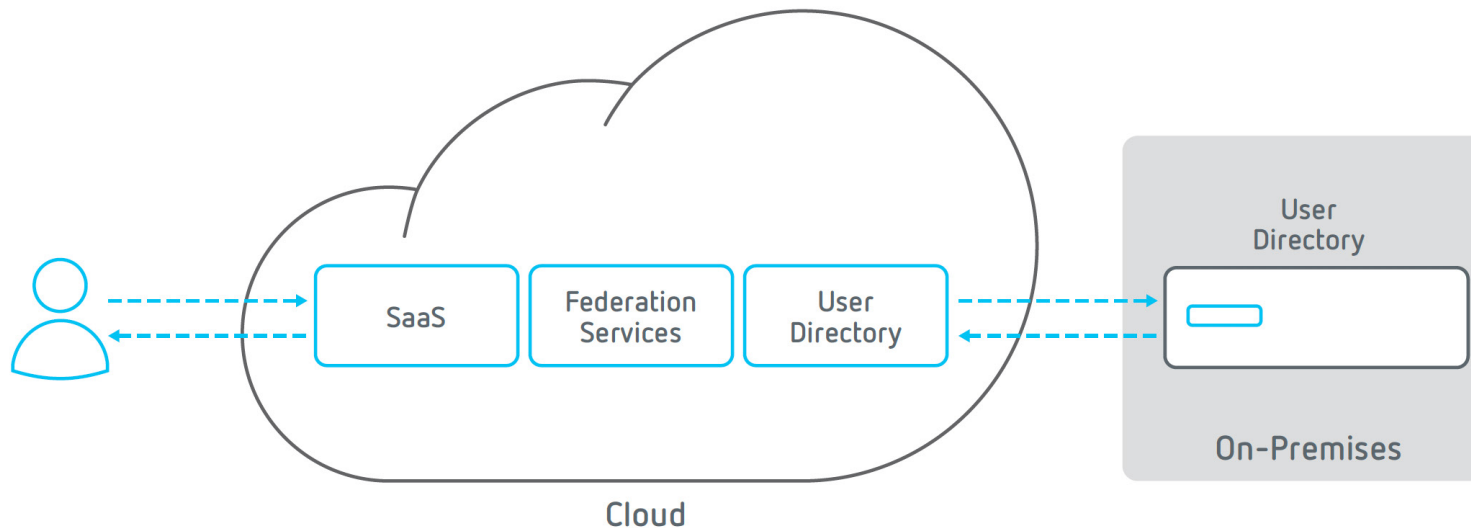 SaaS
Federation
Services
User
Directory
User
Directory
On-Premises
Cloud